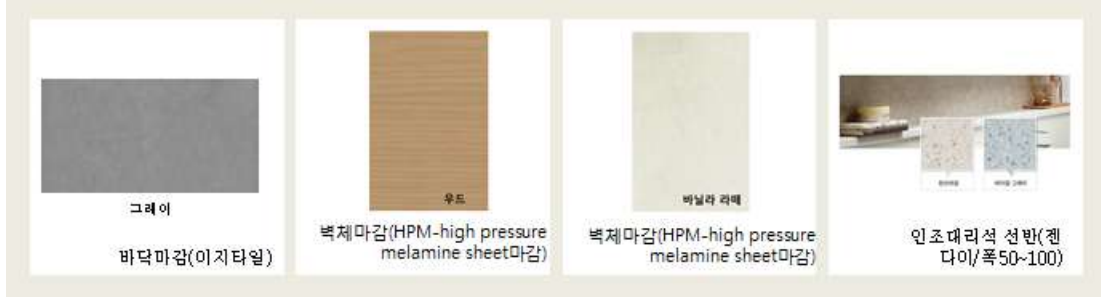 그레이
바닥마감(이지타일)
우드
벽체마감(HPM-high pressure
melamine sheet마감)
바닐라 라떼
벽체마감(HPM-high pressure
melamine sheet마감)
인조대리석 선반(젠
다이/폭50~100)